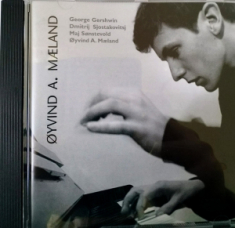 ØYVIND A. MÆLAND
George Gershwin
Dmitrij Sjostakovitsj
Maj Sønstevold
Øyvind A. Mæland